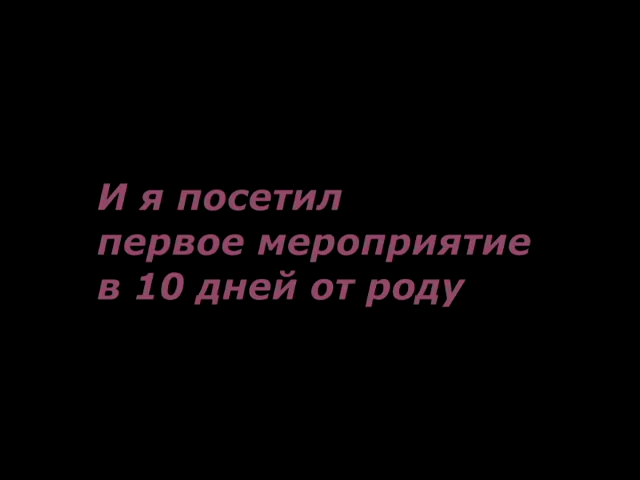 И я посетил
первое мероприятие
в 10 дней от роду